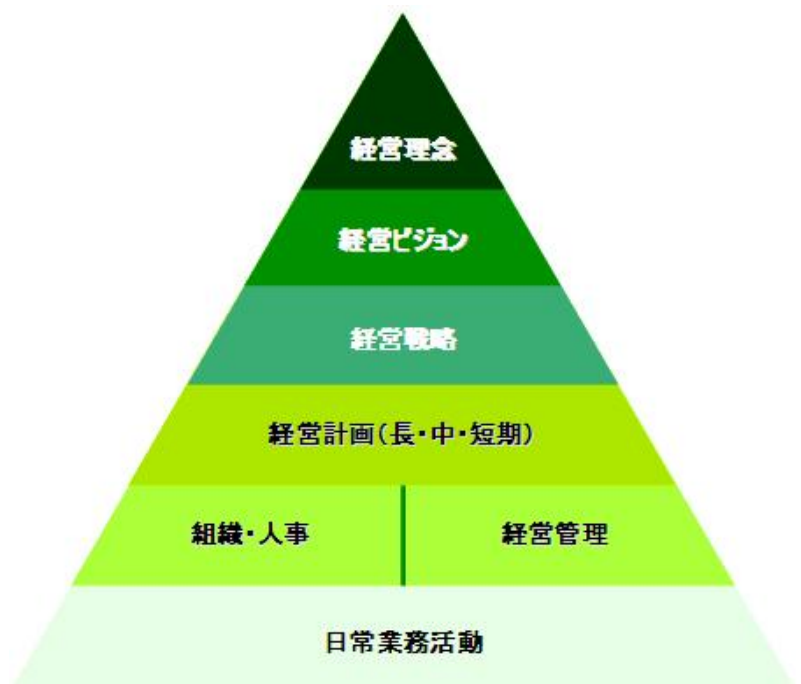 経営理念
経営ビジョン
経営戦略
経営計画(長・中・短期)
組織・人事
経営管理
日常業務活動